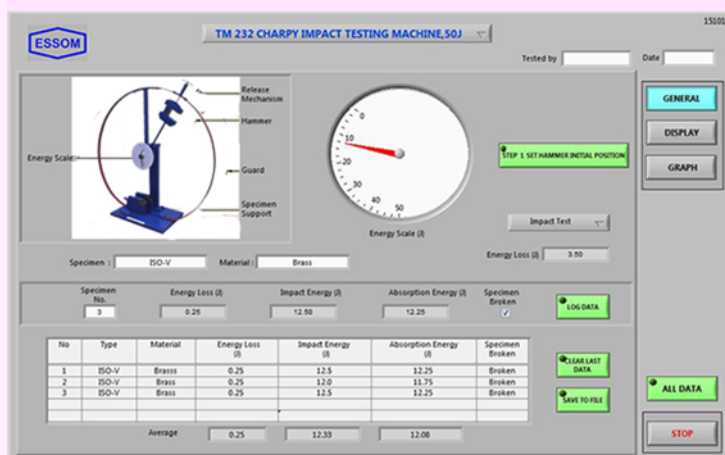 15101
ESSOM
TM 232 CHARPY IMPACT TESTING MACHINE,50J
Tested by
Date
Release
Mechanism
Hammer
Energy Scale
Guard
Specimen
Support
0
10
20
30
40
50
Energy Scale (J)
STEP 1 SET HAMMER INITIAL POSITION
GENERAL
DISPLAY
GRAPH
Impact Test
Energy Loss (J) 3.50
Specimen : ISO-V Material : Brass
Specimen No. Energy Loss (J) Impact Energy (J) Absorption Energy (J) Specimen Broken
3 0.25 12.50 12.25
LOG DATA
No Type Material Energy Loss (J) Impact Energy (J) Absorption Energy (J) Specimen Broken
1 ISO-V Brasss 0.25 12.5 12.25 Broken
2 ISO-V Brass 0.25 12.0 11.75 Broken
3 ISO-V Brass 0.25 12.5 12.25 Broken
Average 0.25 12.33 12.08
CLEAR LAST
DATA
SAVE TO FILE
ALL DATA
STOP